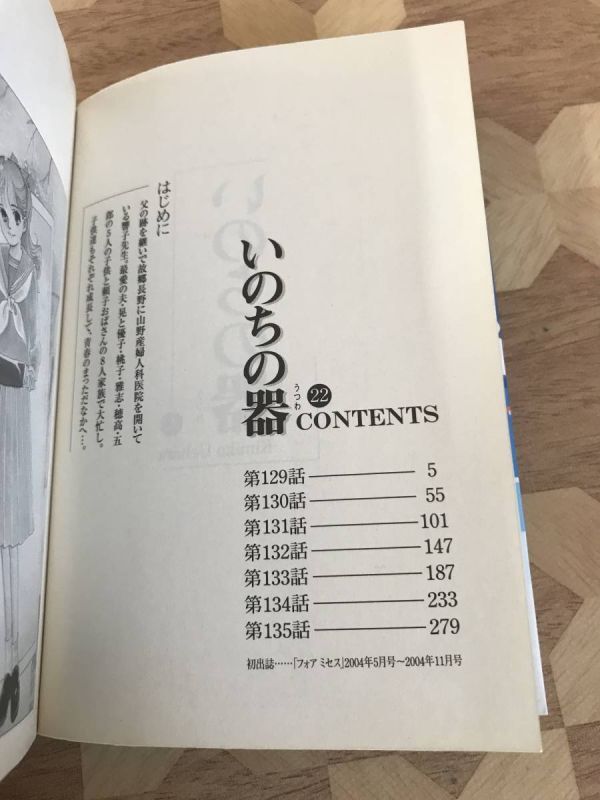 いのちの器
うつわ
22
CONTENTS
はじめに
父の跡を継いで故郷長野に山野産婦人科医院を開いて
いる響子先生。最愛の夫・晃と優子・桃子・雅志・穂高・五
郎の5人の子供と頼子おばさんの8人家族で大忙し。
子供達もそれぞれ成長して、青春のまっただなかへ…。
第129話 5
第130話 55
第131話 101
第132話 147
第133話 187
第134話 233
第135話 279
初出誌……「フォアミセス」2004年5月号〜2004年11月号